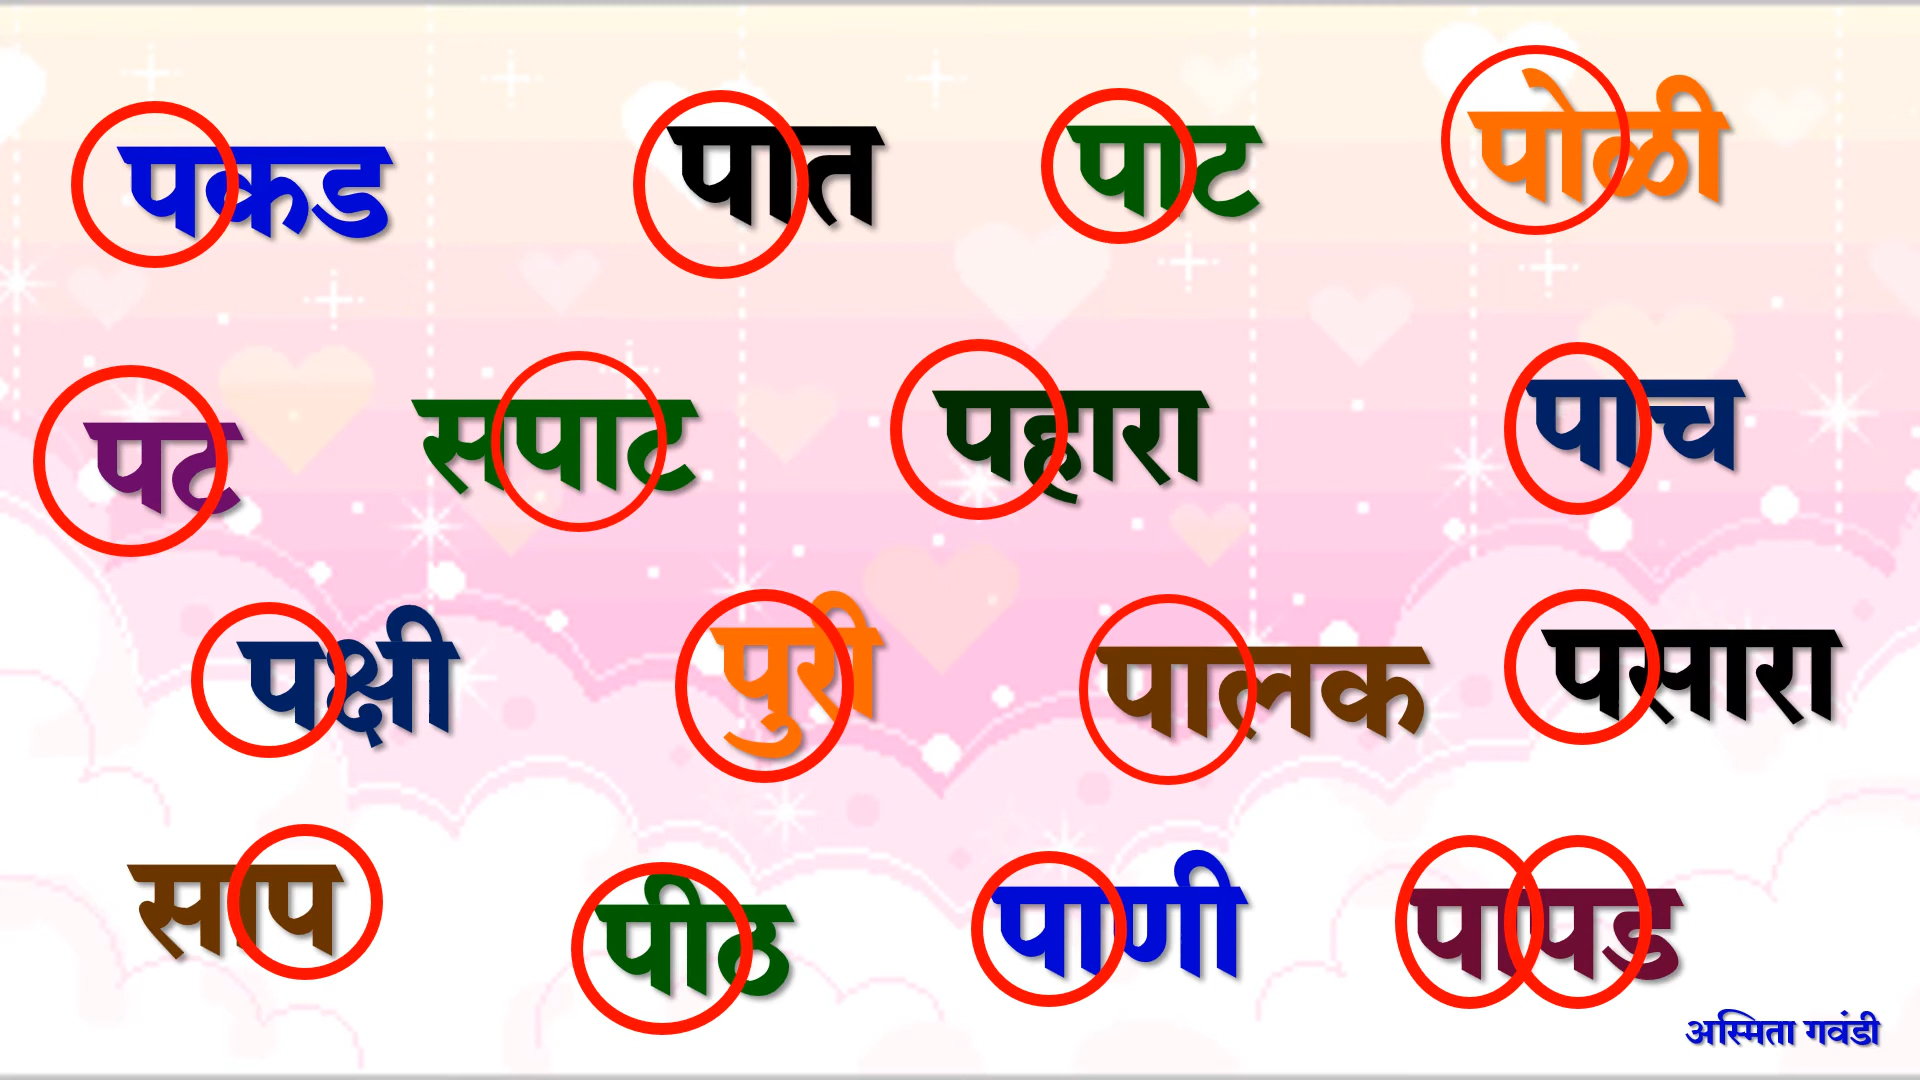 पकड पात पाट पोळी
पट सपाट पहारा पाच
पक्षी पुरी पालक पसारा
साप पीठ पाणी पापड
अस्मिता गवंडी